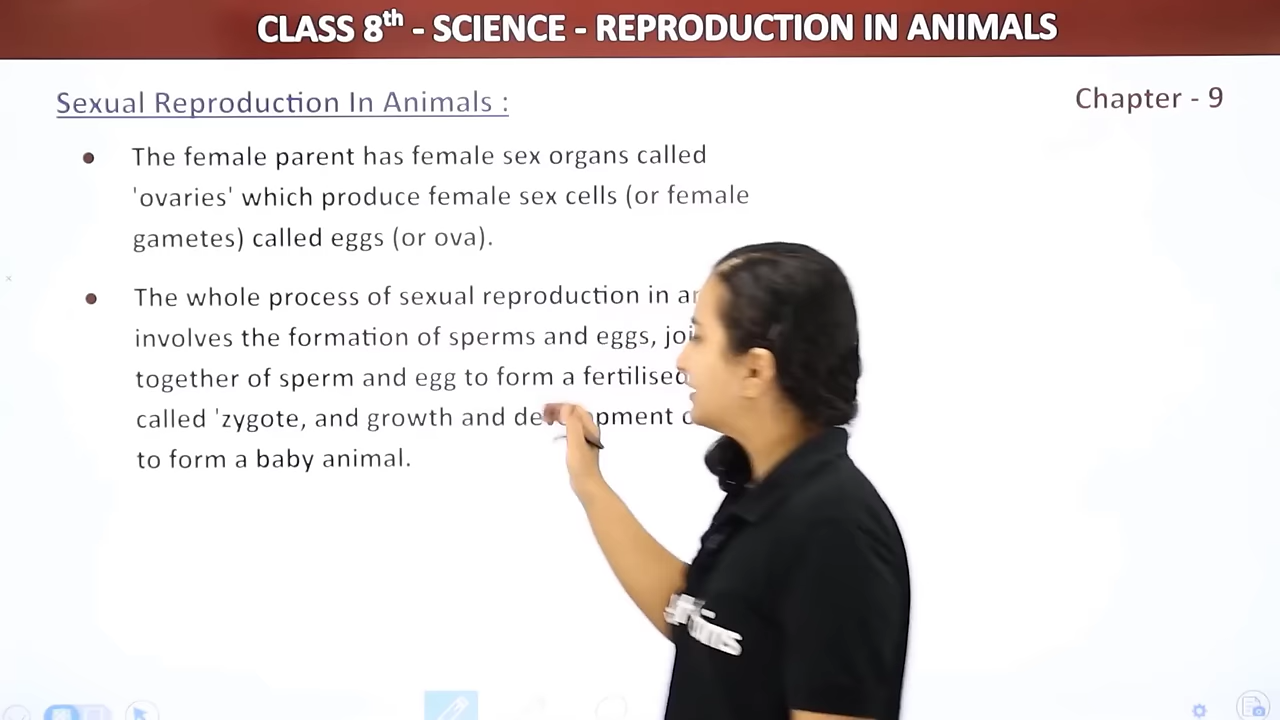 CLASS 8th - SCIENCE - REPRODUCTION IN ANIMALS
Sexual Reproduction In Animals :
Chapter - 9
• The female parent has female sex organs called
'ovaries' which produce female sex cells (or female
gametes) called eggs (or ova).
• The whole process of sexual reproduction in
involves the formation of sperms and eggs,
together of sperm and egg to form a fertilised
called 'zygote, and growth and
to form a baby animal.